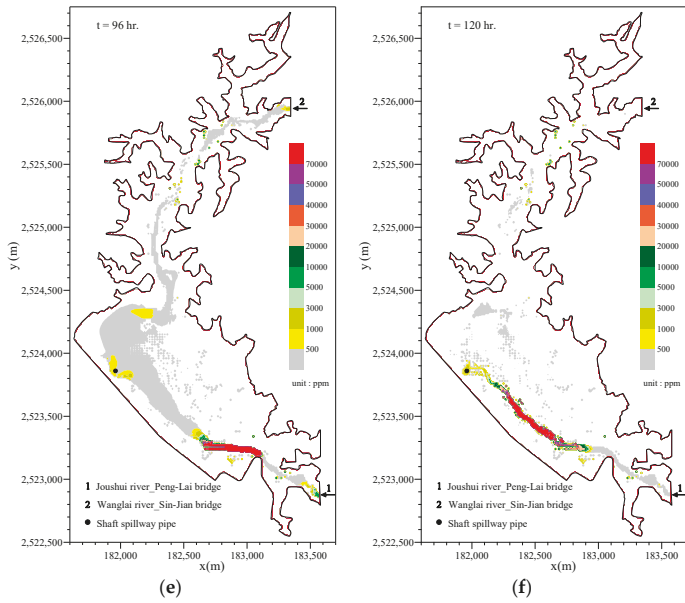 t = 96 hr.
2
2,526,500
2,526,000
2,525,500
2,525,000
2,524,500
2,524,000
2,523,500
2,523,000
2,522,500
y (m)
70000
50000
40000
30000
20000
10000
5000
3000
1000
500
unit : ppm
1 Joushui river_Peng-Lai bridge
2 Wanglai river_Sin-Jian bridge
Shaft spillway pipe
1
182,000 182,500 183,000 183,500
x(m)
(e)
t = 120 hr.
2
2,526,500
2,526,000
2,525,500
2,525,000
2,524,500
2,524,000
2,523,500
2,523,000
2,522,500
y (m)
70000
50000
40000
30000
20000
10000
5000
3000
1000
500
unit : ppm
1 Joushui river_Peng-Lai bridge
2 Wanglai river_Sin-Jian bridge
Shaft spillway pipe
1
182,000 182,500 183,000 183,500
x(m)
(f)